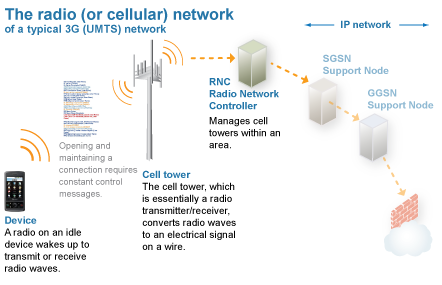 The radio (or cellular) network
of a typical 3G (UMTS) network
IP network
SGSN
Support Node
GGSN
Support Node
RNC
Radio Network
Controller
Manages cell
towers within an
area.
Opening and
maintaining a
connection requires
constant control
messages.
Cell tower
The cell tower, which
is essentially a radio
transmitter/receiver,
converts radio waves
to an electrical signal
on a wire.
Device
A radio on an idle
device wakes up to
transmit or receive
radio waves.